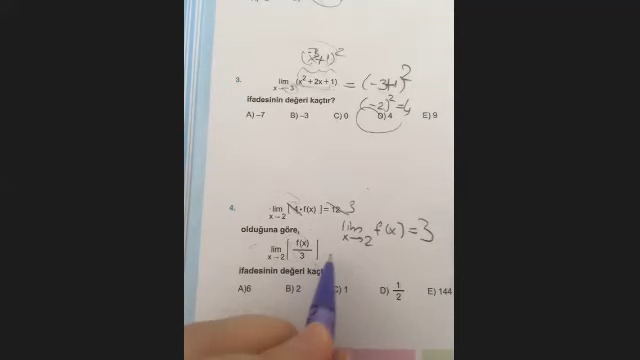 (x+1)²
3. lim x→-3 (x² + 2x + 1) = (-3+1)²
ifadesinin değeri kaçtır?
(-2)² = 4
A) –7 B) –3 C) 0 D) 4 E) 9
4. lim x→2 [4·f(x)] = 12 3
olduğuna göre,
lim x→2 f(x) = 3
lim x→2 [f(x)/3]
ifadesinin değeri kaçt
A)6 B) 2 C) 1 D) 1/2 E) 144